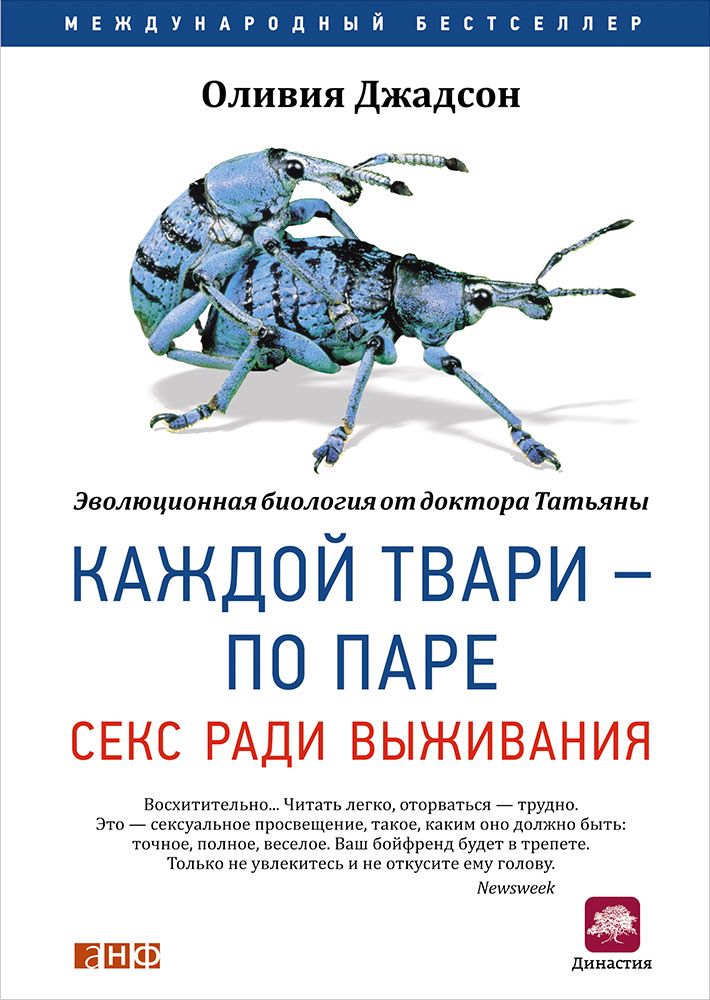 МЕЖДУНАРОДНЫЙ БЕСТСЕЛЛЕР
Оливия Джадсон
Эволюционная биология от доктора Татьяны
КАЖДОЙ ТВАРИ –
ПО ПАРЕ
СЕКС РАДИ ВЫЖИВАНИЯ
Восхитительно... Читать легко, оторваться — трудно.
Это — сексуальное просвещение, такое, каким оно должно быть:
точное, полное, веселое. Ваш бойфренд будет в трепете.
Только не увлекитесь и не откусите ему голову.
Newsweek
АНФ
Династия